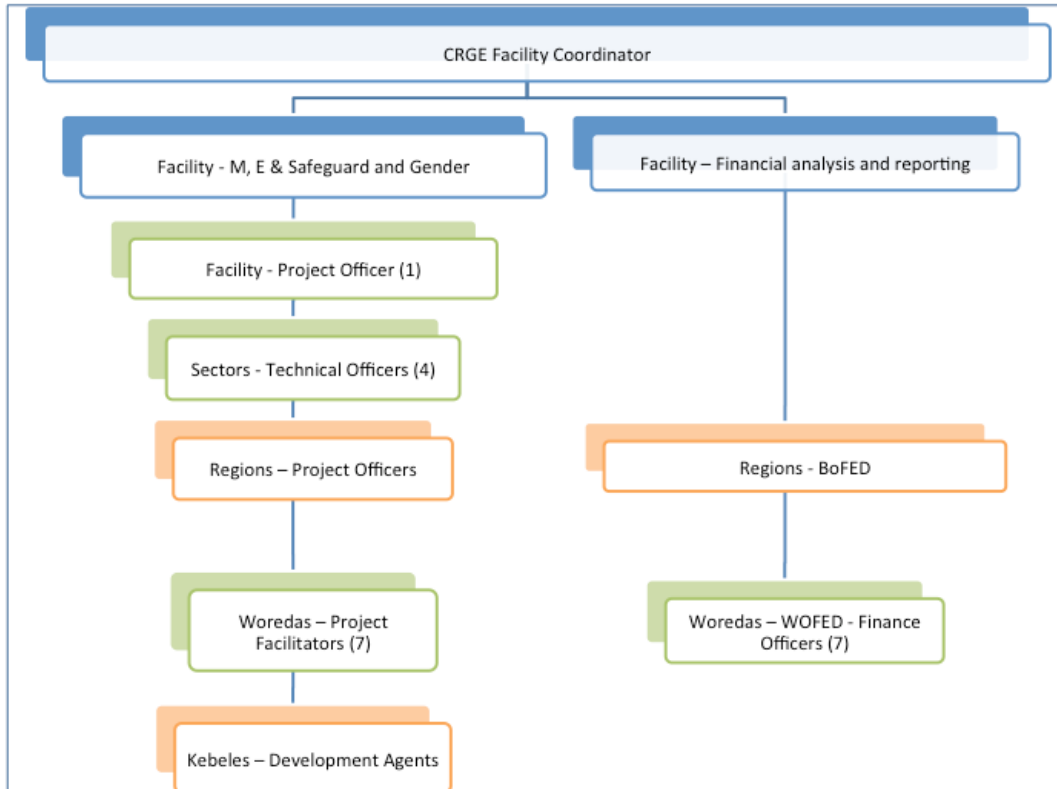 CRGE Facility Coordinator
Facility - M, E & Safeguard and Gender
Facility – Financial analysis and reporting
Facility - Project Officer (1)
Sectors - Technical Officers (4)
Regions – Project Officers
Regions - BoFED
Woredas – Project
Facilitators (7)
Woredas – WOFED - Finance
Officers (7)
Kebeles – Development Agents